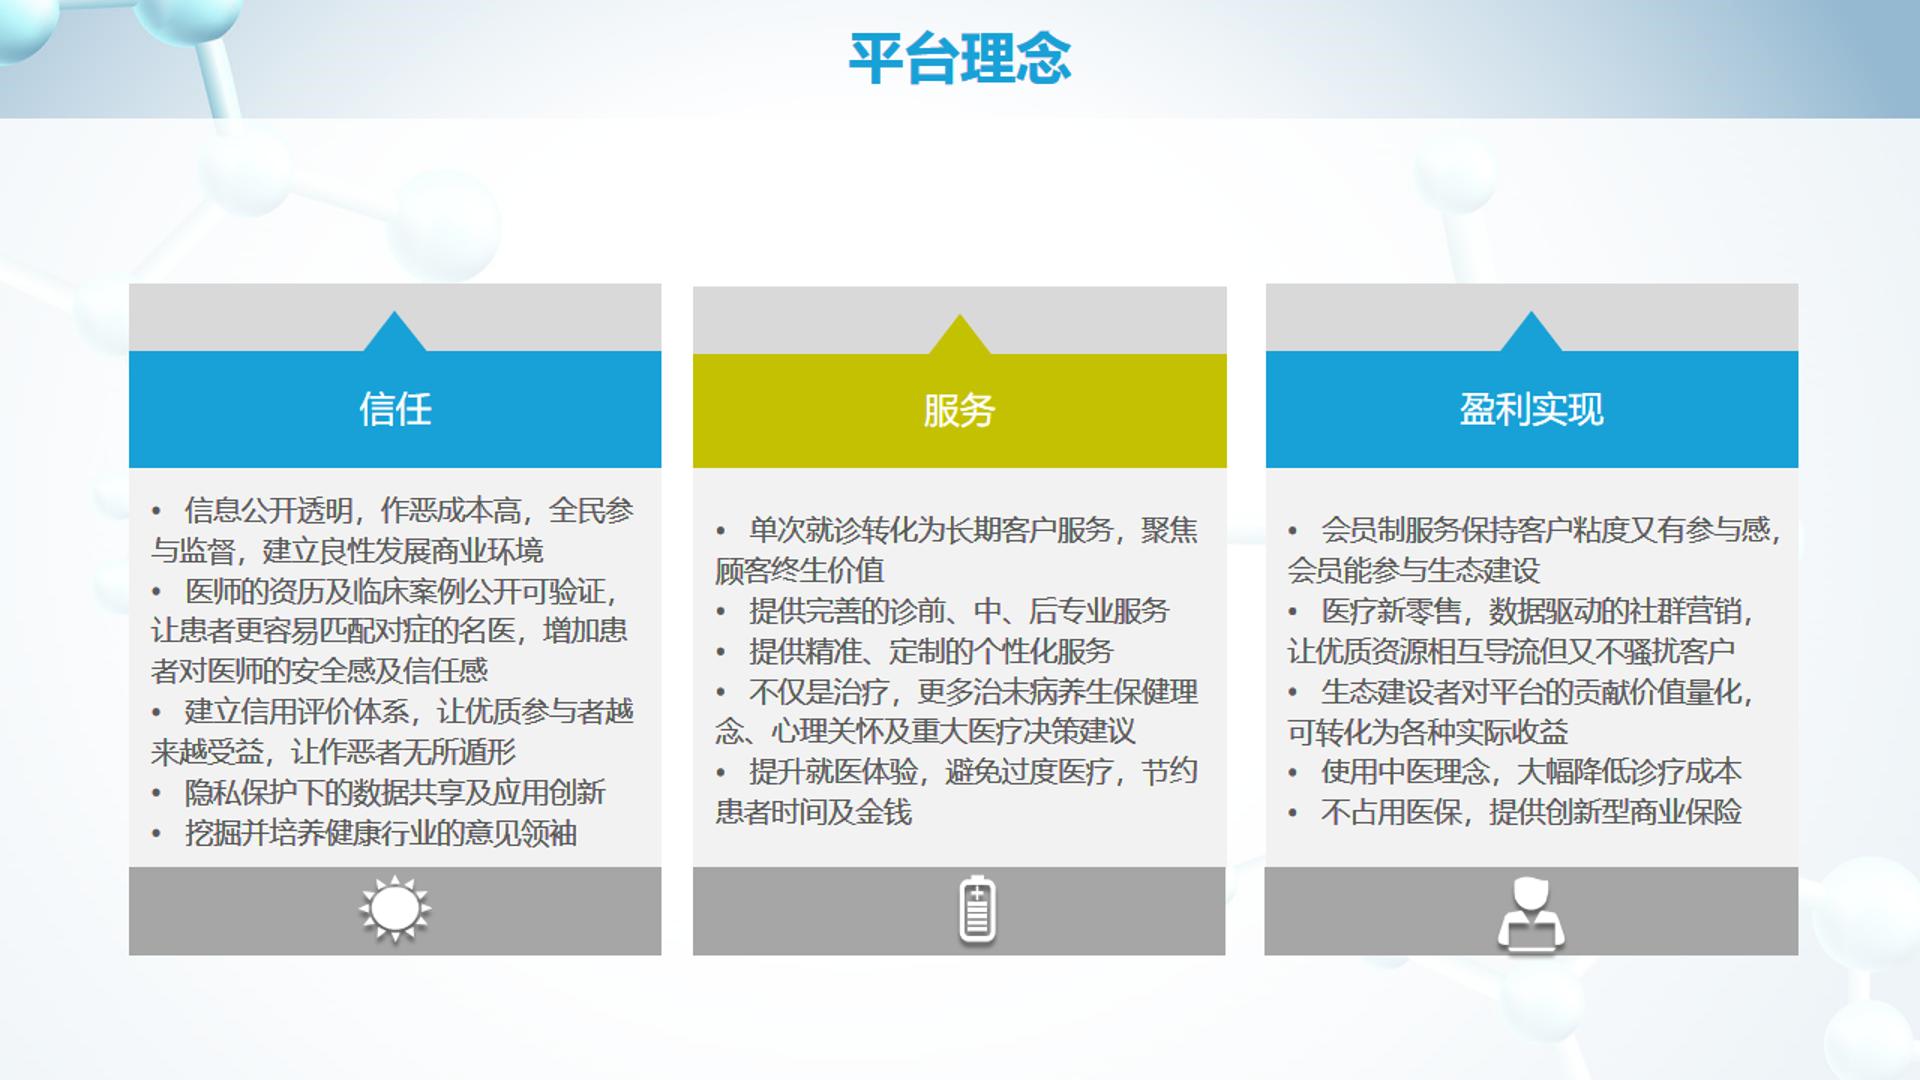 平台理念
信任
• 信息公开透明，作恶成本高，全民参
与监督，建立良性发展商业环境
• 医师的资历及临床案例公开可验证，
让患者更容易匹配对症的名医，增加患
者对医师的安全感及信任感
• 建立信用评价体系，让优质参与者越
来越受益，让作恶者无所遁形
• 隐私保护下的数据共享及应用创新
• 挖掘并培养健康行业的意见领袖
服务
• 单次就诊转化为长期客户服务，聚焦
顾客终生价值
• 提供完善的诊前、中、后专业服务
• 提供精准、定制的个性化服务
• 不仅是治疗，更多治未病养生保健理
念、心理关怀及重大医疗决策建议
• 提升就医体验，避免过度医疗，节约
患者时间及金钱
盈利实现
• 会员制服务保持客户粘度又有参与感，
会员能参与生态建设
• 医疗新零售，数据驱动的社群营销，
让优质资源相互导流但又不骚扰客户
• 生态建设者对平台的贡献价值量化，
可转化为各种实际收益
• 使用中医理念，大幅降低诊疗成本
• 不占用医保，提供创新型商业保险